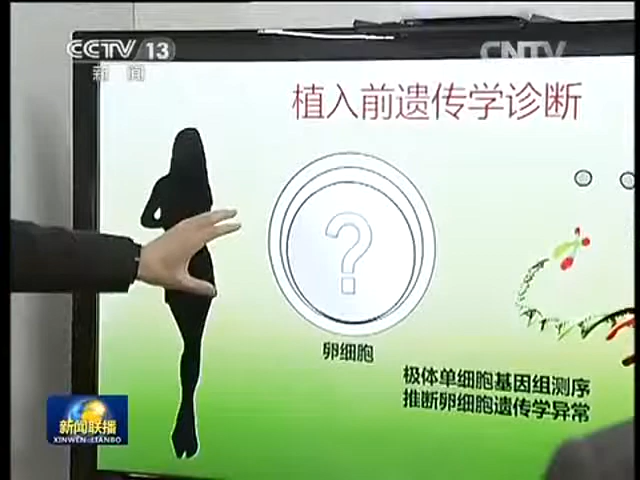 CCTV 13
新闻
CNTV
植入前遗传学诊断
?
卵细胞
极体单细胞基因组测序
推断卵细胞遗传学异常
新闻联播
XINWEN-LIANBO